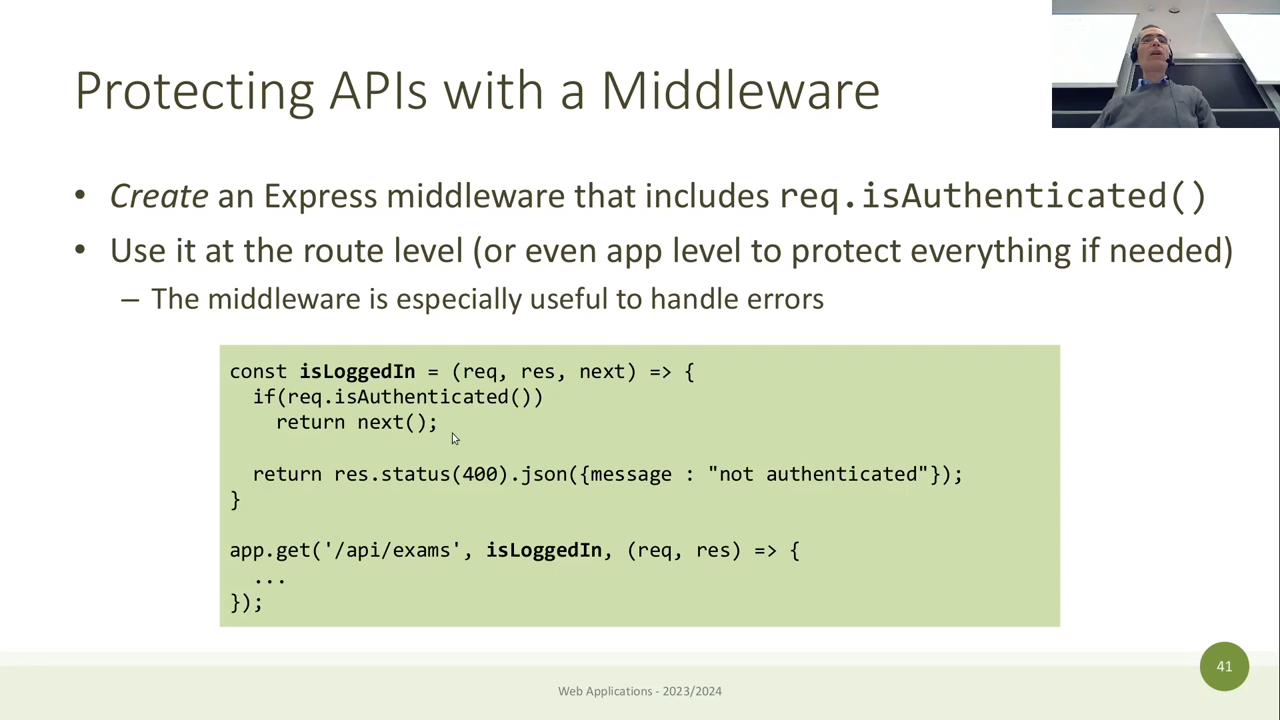 Protecting APIs with a Middleware
• Create an Express middleware that includes req.isAuthenticated()
• Use it at the route level (or even app level to protect everything if needed)
– The middleware is especially useful to handle errors
const isLoggedIn = (req, res, next) => {
  if(req.isAuthenticated())
    return next();
  return res.status(400).json({message : "not authenticated"});
}
app.get('/api/exams', isLoggedIn, (req, res) => {
  ...
});
41
Web Applications - 2023/2024